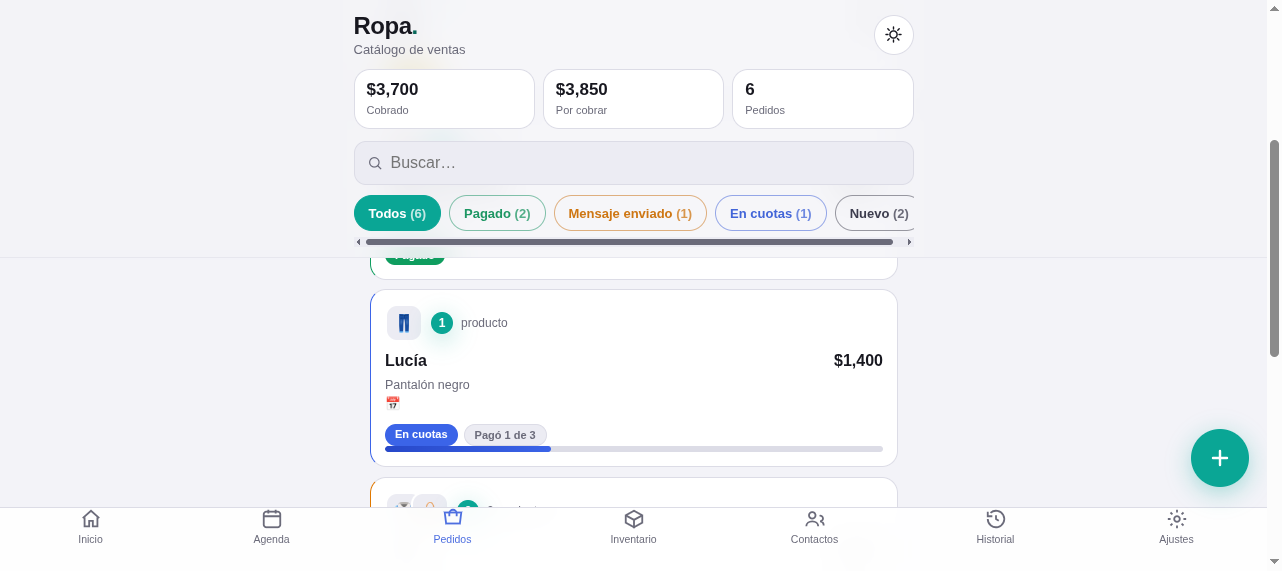 Ropa.
Catálogo de ventas
$3,700
Cobrado
$3,850
Por cobrar
6
Pedidos
Buscar…
Todos (6)
Pagado (2)
Mensaje enviado (1)
En cuotas (1)
Nuevo (2)
1 producto
Lucía
$1,400
Pantalón negro
En cuotas
Pagó 1 de 3
Inicio
Agenda
Pedidos
Inventario
Contactos
Historial
Ajustes